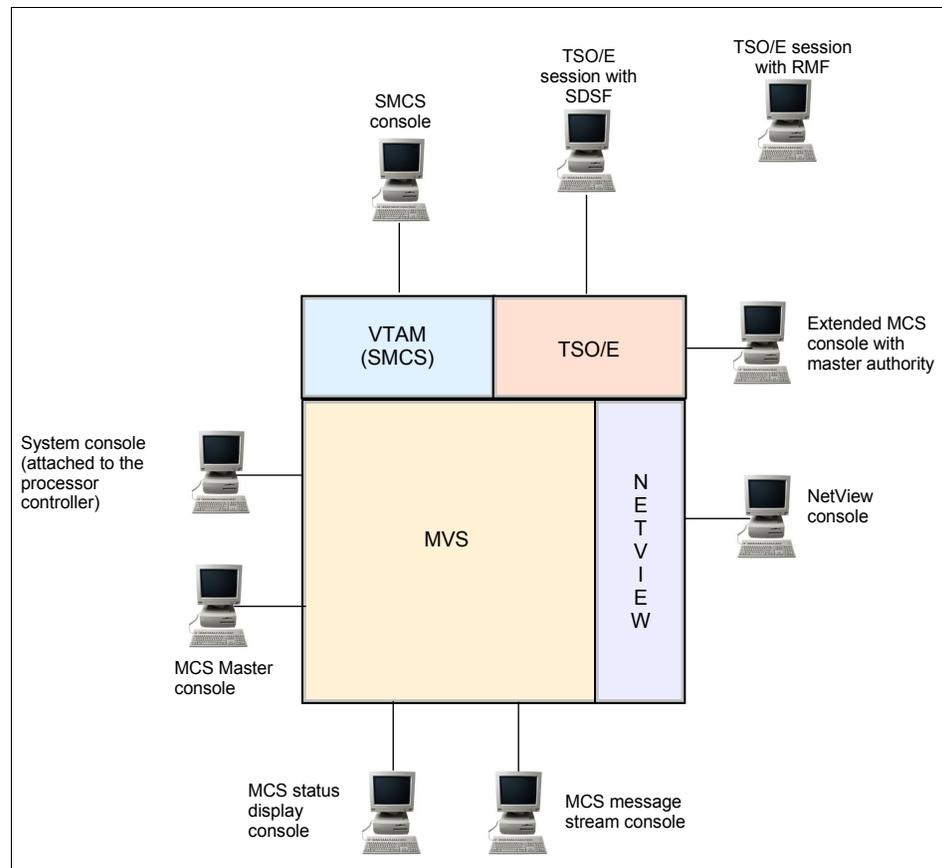 TSO/E session
with RMF
TSO/E
session with
SDSF
SMCS
console
VTAM
(SMCS)
TSO/E
Extended MCS
console with
master authority
System console
(attached to the
processor
controller)
MVS
N
E
T
V
I
E
W
NetView
console
MCS Master
console
MCS status
display
console
MCS message
stream console